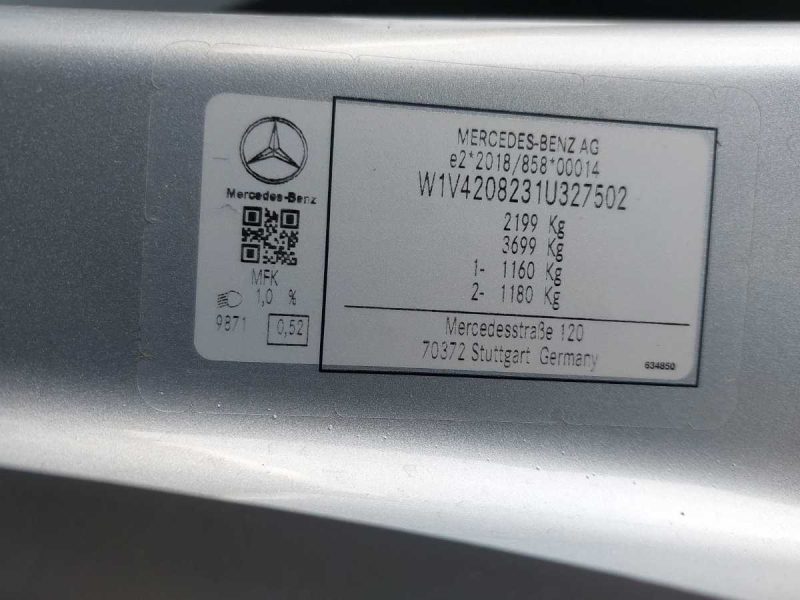 Mercedes-Benz
MFK
1,0 %
9871 0,52
MERCEDES-BENZ AG
e2*2018/858*00014
W1V4208231U327502
2199 Kg
3699 Kg
1- 1160 Kg
2- 1180 Kg
Mercedesstraße 120
70372 Stuttgart Germany
634850